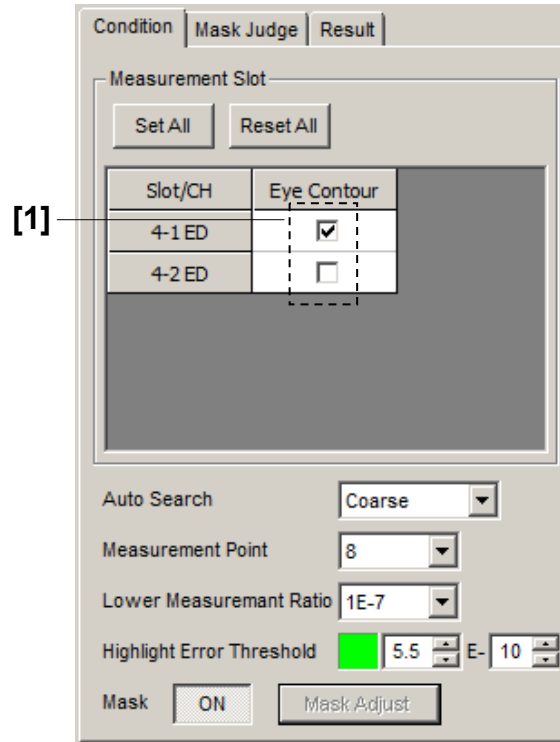 Condition Mask Judge Result
Measurement Slot
Set All Reset All
Slot/CH Eye Contour
[1]
4-1 ED
4-2 ED
Auto Search Coarse
Measurement Point 8
Lower Measuremant Ratio 1E-7
Highlight Error Threshold 5.5 E- 10
Mask ON Mask Adjust